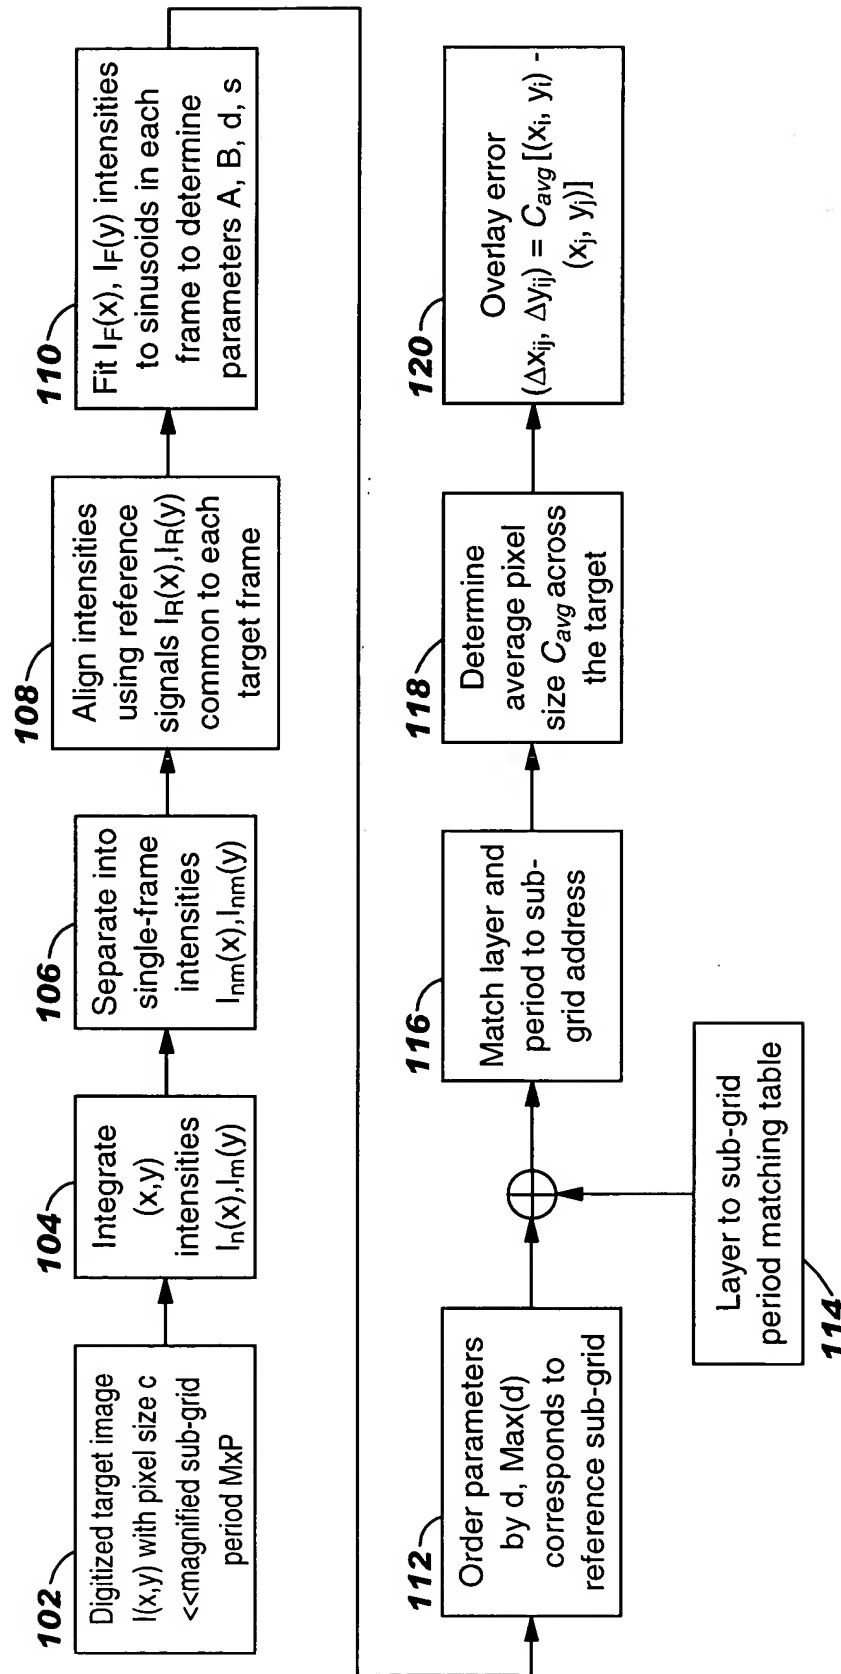 102
Digitized target image
I(x,y) with pixel size c
<<magnified sub-grid
period MxP
104
Integrate
(x,y)
intensities
In(x),Im(y)
106
Separate into
single-frame
intensities
Inm(x),Inm(y)
108
Align intensities
using reference
signals IR(x),IR(y)
common to each
target frame
110
Fit IF(x), IF(y) intensities
to sinusoids in each
frame to determine
parameters A, B, d, s
112
Order parameters
by d, Max(d)
corresponds to
reference sub-grid
Layer to sub-grid
period matching table
114
116
Match layer and
period to sub-
grid address
118
Determine
average pixel
size Cavg across
the target
120
Overlay error
(Δxij, Δyij) = Cavg [(xi, yi) -
(xj, yj)]